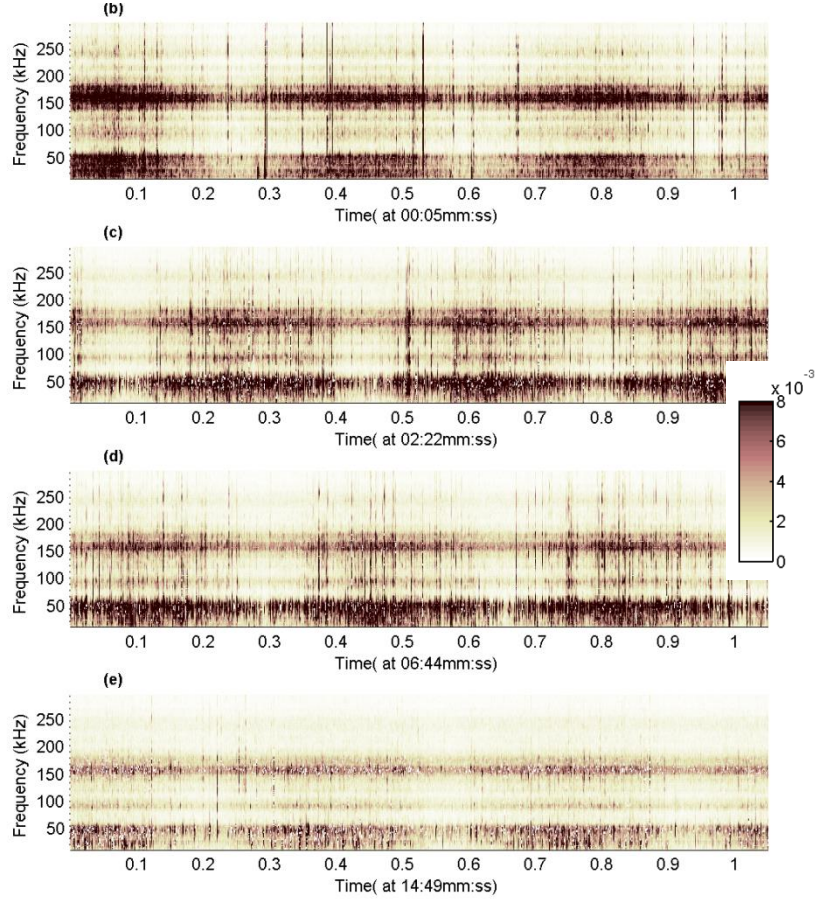 (b)
Frequency (kHz)
250
200
150
100
50
0.1 0.2 0.3 0.4 0.5 0.6 0.7 0.8 0.9 1
Time( at 00:05mm:ss)
(c)
Frequency (kHz)
250
200
150
100
50
0.1 0.2 0.3 0.4 0.5 0.6 0.7 0.8 0.9
Time( at 02:22mm:ss)
x 10-3
8
6
4
2
0
(d)
Frequency (kHz)
250
200
150
100
50
0.1 0.2 0.3 0.4 0.5 0.6 0.7 0.8 0.9 1
Time( at 06:44mm:ss)
(e)
Frequency (kHz)
250
200
150
100
50
0.1 0.2 0.3 0.4 0.5 0.6 0.7 0.8 0.9 1
Time( at 14:49mm:ss)